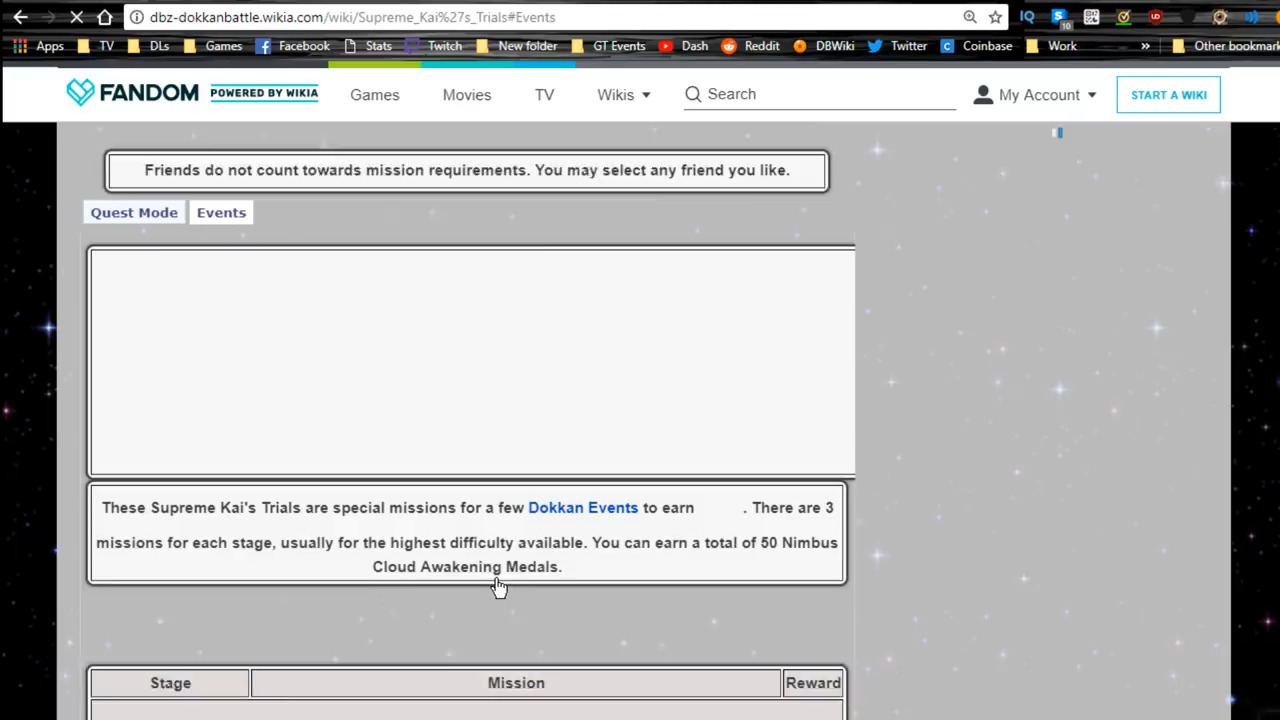 dbz-dokkanbattle.wikia.com/wiki/Supreme_Kai%27s_Trials#Events
Apps TV DLs Games Facebook Stats Twitch New folder GT Events Dash Reddit DBWiki Twitter Coinbase Work » Other bookmar
FANDOM POWERED BY WIKIA Games Movies TV Wikis Search My Account START A WIKI
Friends do not count towards mission requirements. You may select any friend you like.
Quest Mode Events
These Supreme Kai's Trials are special missions for a few Dokkan Events to earn . There are 3
missions for each stage, usually for the highest difficulty available. You can earn a total of 50 Nimbus
Cloud Awakening Medals.
Stage Mission Reward